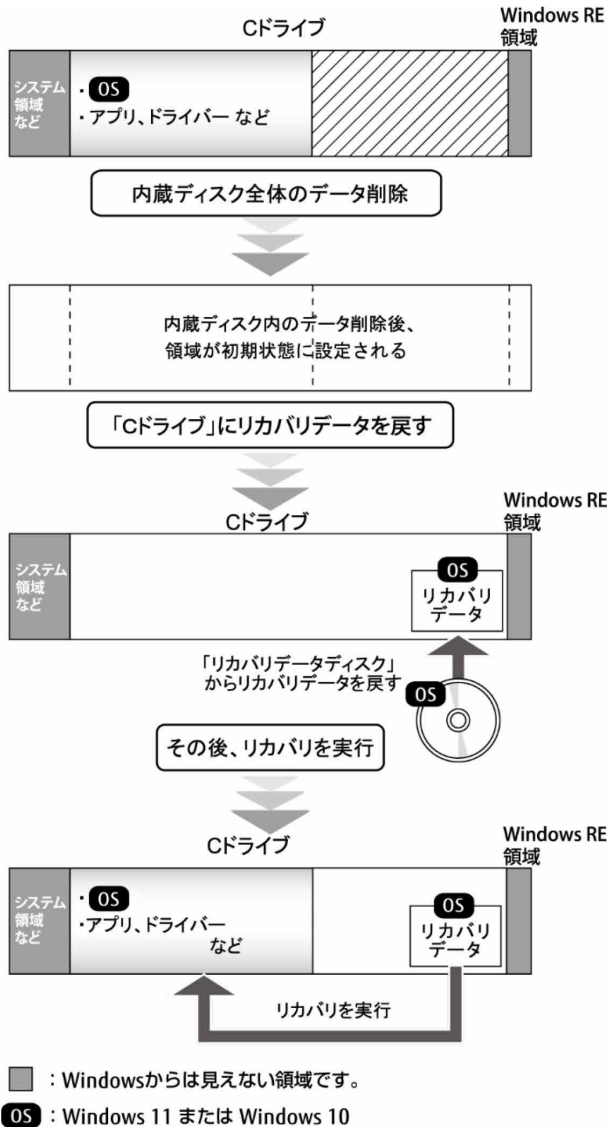 Cドライブ
Windows RE
領域
システム
領域
など
・OS
・アプリ、ドライバー など
内蔵ディスク全体のデータ削除
内蔵ディスク内のデータ削除後、
領域が初期状態に設定される
「Cドライブ」にリカバリデータを戻す
Cドライブ
Windows RE
領域
システム
領域
など
OS
リカバリ
データ
「リカバリデータディスク」
からリカバリデータを戻す
OS
その後、リカバリを実行
Cドライブ
Windows RE
領域
システム
領域
など
・OS
・アプリ、ドライバー
など
OS
リカバリ
データ
リカバリを実行
：Windowsからは見えない領域です。
OS：Windows 11 または Windows 10